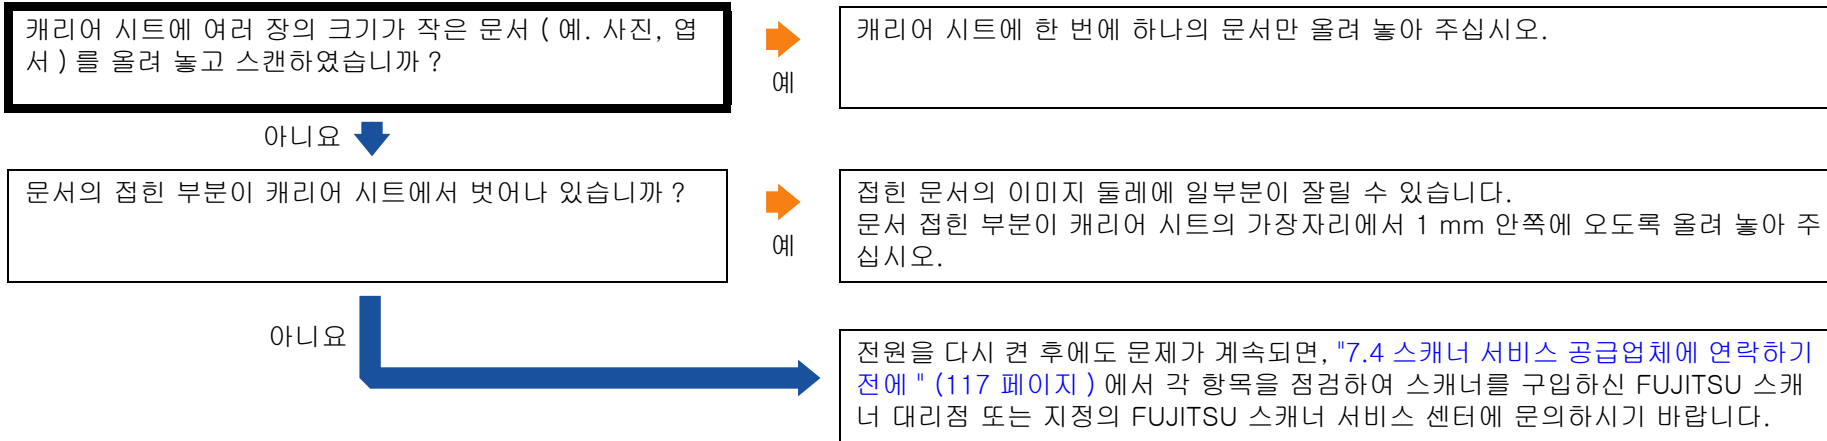 캐리어 시트에 여러 장의 크기가 작은 문서 ( 예. 사진, 엽
서 ) 를 올려 놓고 스캔하였습니까 ?
예
캐리어 시트에 한 번에 하나의 문서만 올려 놓아 주십시오.
아니요
문서의 접힌 부분이 캐리어 시트에서 벗어나 있습니까 ?
예
접힌 문서의 이미지 둘레에 일부분이 잘릴 수 있습니다.
문서 접힌 부분이 캐리어 시트의 가장자리에서 1 mm 안쪽에 오도록 올려 놓아 주
십시오.
아니요
전원을 다시 켠 후에도 문제가 계속되면, "7.4 스캐너 서비스 공급업체에 연락하기
전에 " (117 페이지 ) 에서 각 항목을 점검하여 스캐너를 구입하신 FUJITSU 스캐
너 대리점 또는 지정의 FUJITSU 스캐너 서비스 센터에 문의하시기 바랍니다.